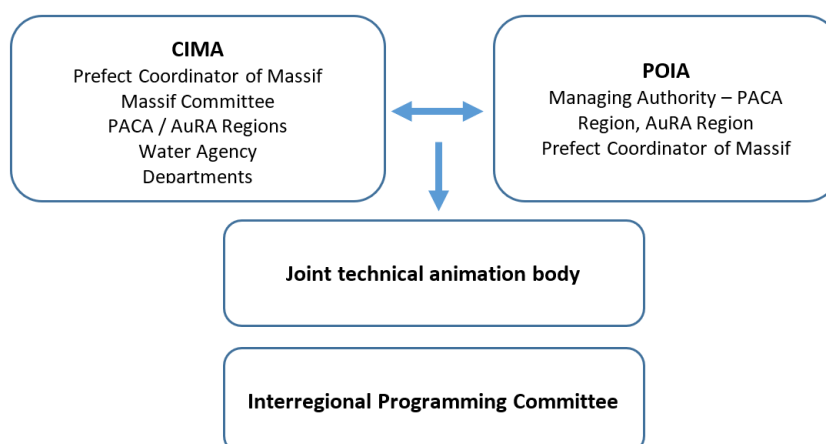 CIMA
Prefect Coordinator of Massif
Massif Committee
PACA / AuRA Regions
Water Agency
Departments
POIA
Managing Authority – PACA
Region, AuRA Region
Prefect Coordinator of Massif
Joint technical animation body
Interregional Programming Committee